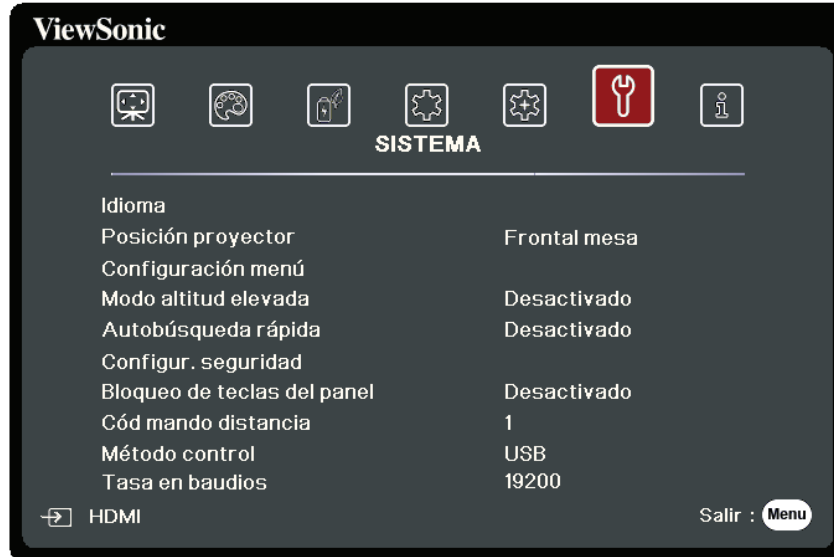 ViewSonic
SISTEMA
Idioma
Posición proyector Frontal mesa
Configuración menú
Modo altitud elevada Desactivado
Autobúsqueda rápida Desactivado
Configur. seguridad
Bloqueo de teclas del panel Desactivado
Cód mando distancia 1
Método control USB
Tasa en baudios 19200
HDMI Salir : Menu